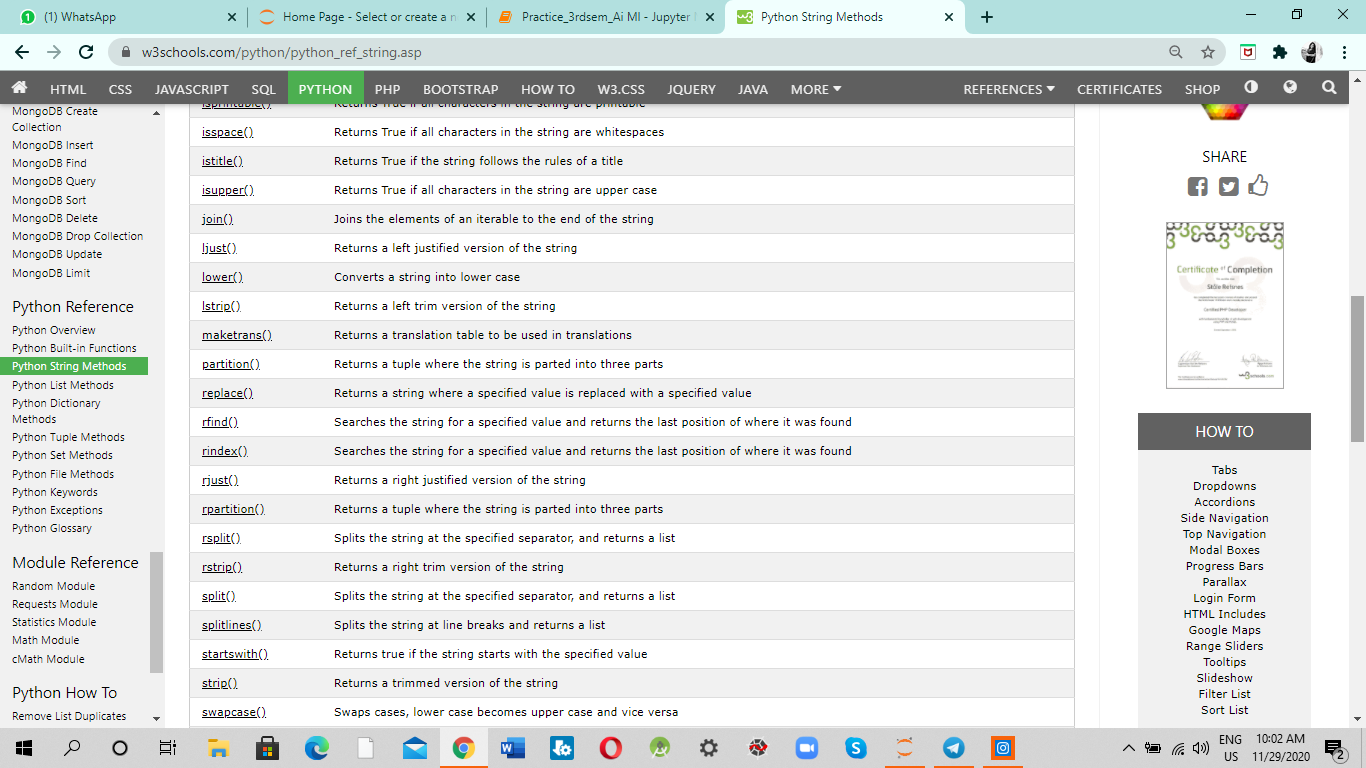 (1) WhatsApp
Home Page - Select or create a n
Practice_3rdsem_Ai Ml - Jupyter
Python String Methods
w3schools.com/python/python_ref_string.asp
HTML CSS JAVASCRIPT SQL PYTHON PHP BOOTSTRAP HOW TO W3.CSS JQUERY JAVA MORE REFERENCES CERTIFICATES SHOP
MongoDB Create
Collection
MongoDB Insert
MongoDB Find
MongoDB Query
MongoDB Sort
MongoDB Delete
MongoDB Drop Collection
MongoDB Update
MongoDB Limit
Python Reference
Python Overview
Python Built-in Functions
Python String Methods
Python List Methods
Python Dictionary
Methods
Python Tuple Methods
Python Set Methods
Python File Methods
Python Keywords
Python Exceptions
Python Glossary
Module Reference
Random Module
Requests Module
Statistics Module
Math Module
cMath Module
Python How To
Remove List Duplicates
isprintable() Returns True if all characters in the string are printable
isspace() Returns True if all characters in the string are whitespaces
istitle() Returns True if the string follows the rules of a title
isupper() Returns True if all characters in the string are upper case
join() Joins the elements of an iterable to the end of the string
ljust() Returns a left justified version of the string
lower() Converts a string into lower case
lstrip() Returns a left trim version of the string
maketrans() Returns a translation table to be used in translations
partition() Returns a tuple where the string is parted into three parts
replace() Returns a string where a specified value is replaced with a specified value
rfind() Searches the string for a specified value and returns the last position of where it was found
rindex() Searches the string for a specified value and returns the last position of where it was found
rjust() Returns a right justified version of the string
rpartition() Returns a tuple where the string is parted into three parts
rsplit() Splits the string at the specified separator, and returns a list
rstrip() Returns a right trim version of the string
split() Splits the string at the specified separator, and returns a list
splitlines() Splits the string at line breaks and returns a list
startswith() Returns true if the string starts with the specified value
strip() Returns a trimmed version of the string
swapcase() Swaps cases, lower case becomes upper case and vice versa
SHARE
Certificate of Completion
Ståle Refsnes
HOW TO
Tabs
Dropdowns
Accordions
Side Navigation
Top Navigation
Modal Boxes
Progress Bars
Parallax
Login Form
HTML Includes
Google Maps
Range Sliders
Tooltips
Slideshow
Filter List
Sort List
ENG
US
10:02 AM
11/29/2020
2